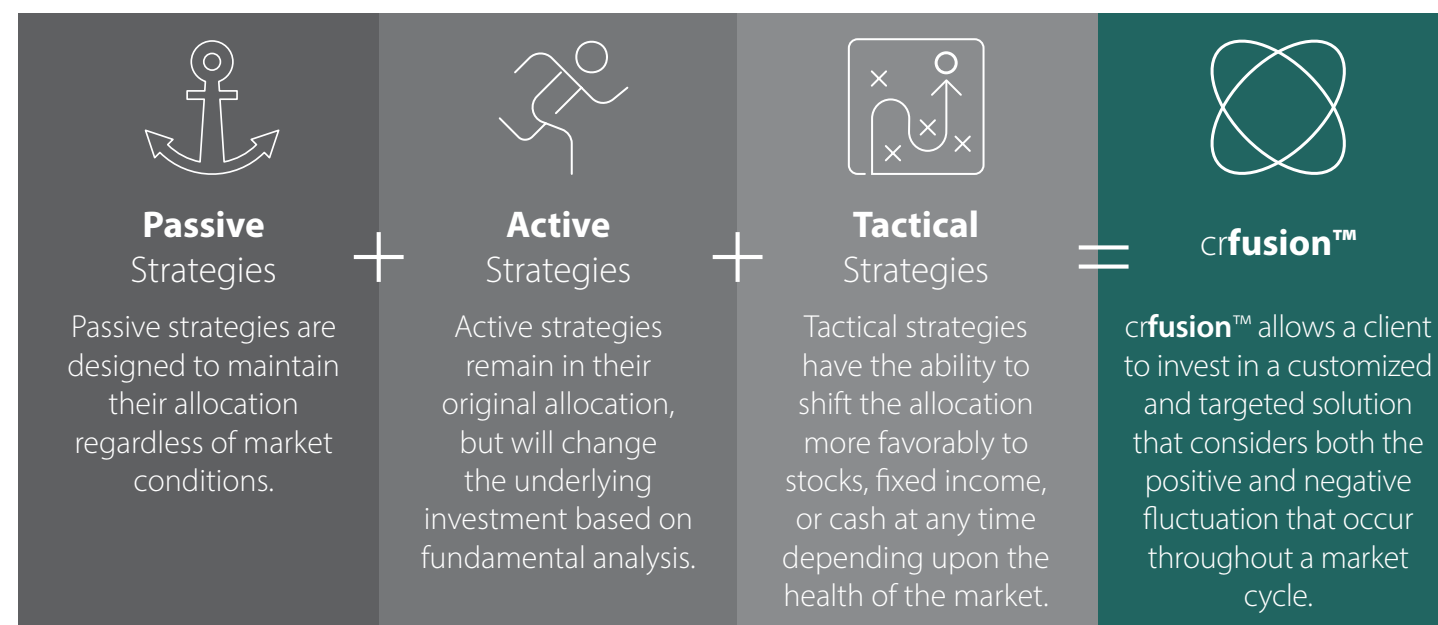 Passive
Strategies
Passive strategies are
designed to maintain
their allocation
regardless of market
conditions.
+
Active
Strategies
Active strategies
remain in their
original allocation,
but will change
the underlying
investment based on
fundamental analysis.
+
Tactical
Strategies
Tactical strategies
have the ability to
shift the allocation
more favorably to
stocks, fixed income,
or cash at any time
depending upon the
health of the market.
=
crfusion™
crfusion™ allows a client
to invest in a customized
and targeted solution
that considers both the
positive and negative
fluctuation that occur
throughout a market
cycle.